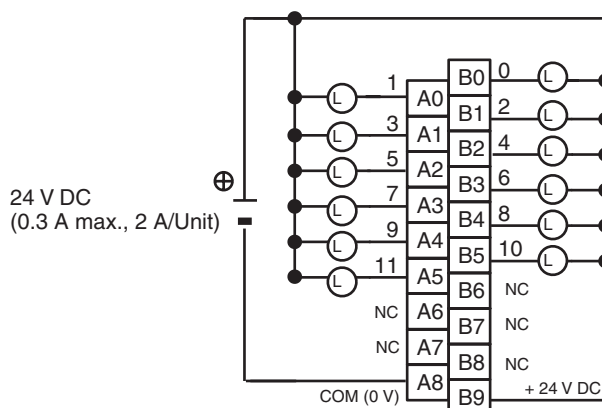 24 V DC
(0.3 A max., 2 A/Unit)
B0 0 L
1 L A0
B1 2 L
3 L A1
B2 4 L
5 L A2
B3 6 L
7 L A3
B4 8 L
9 L A4
B5 10 L
11 L A5
B6 NC
NC A6
B7 NC
NC A7
B8 NC
COM (0 V) A8
B9 + 24 V DC